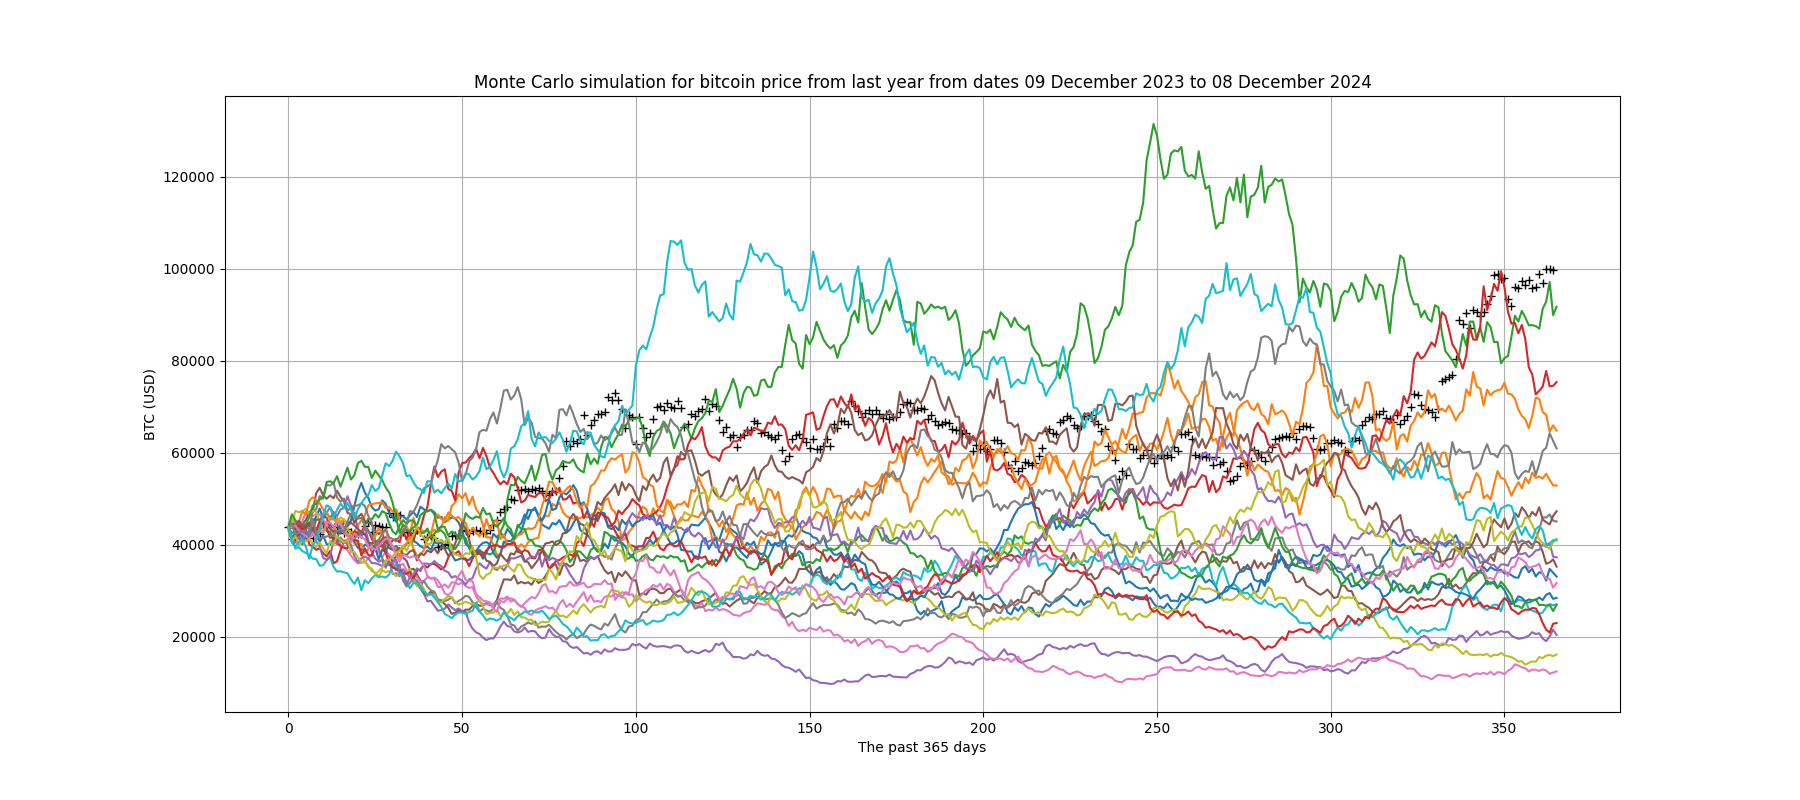 Monte Carlo simulation for bitcoin price from last year from dates 09 December 2023 to 08 December 2024
120000
100000
80000
60000
40000
20000
BTC (USD)
0 50 100 150 200 250 300 350
The past 365 days